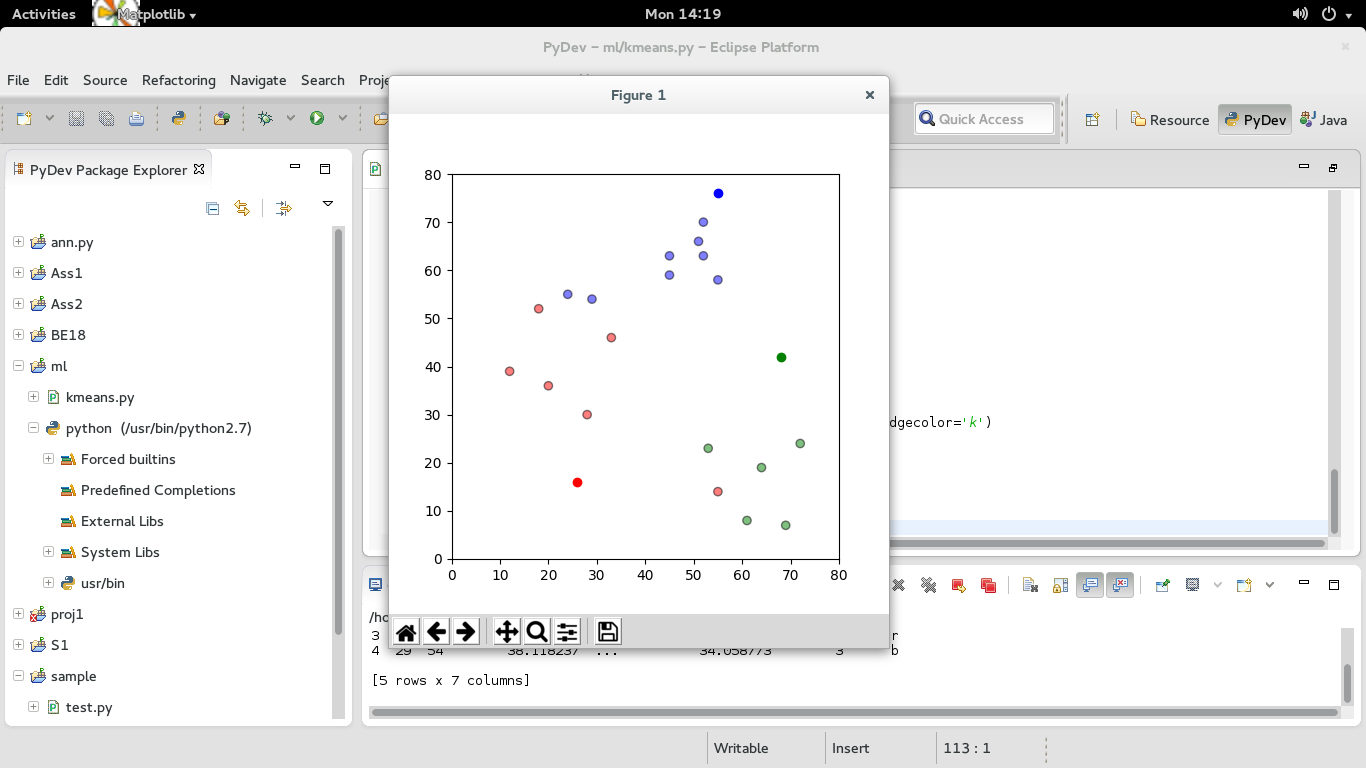 Activities Matplotlib Mon 14:19
PyDev - ml/kmeans.py - Eclipse Platform
File Edit Source Refactoring Navigate Search
Figure 1
Quick Access
Resource PyDev Java
PyDev Package Explorer
ann.py
Ass1
Ass2
BE18
ml
kmeans.py
python (/usr/bin/python2.7)
Forced builtins
Predefined Completions
External Libs
System Libs
usr/bin
proj1
S1
sample
test.py
80
70
60
50
40
30
20
10
0
0 10 20 30 40 50 60 70 80
dgecolor='k')
/ho
3 r
4 29 54 38.118237 ... 34.058773 3 b
[5 rows x 7 columns]
Writable Insert 113 : 1